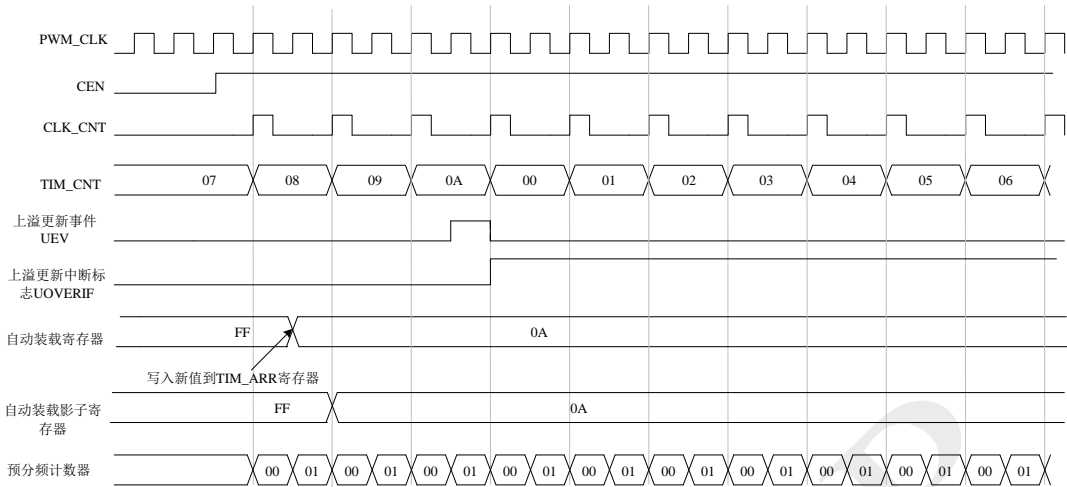 PWM_CLK
CEN
CLK_CNT
TIM_CNT 07 08 09 0A 00 01 02 03 04 05 06
上溢更新事件
UEV
上溢更新中断标
志UOVERIF
自动装载寄存器 FF 0A
写入新值到TIM_ARR寄存器
自动装载影子寄
存器 FF 0A
预分频计数器 00 01 00 01 00 01 00 01 00 01 00 01 00 01 00 01 00 01 00 01